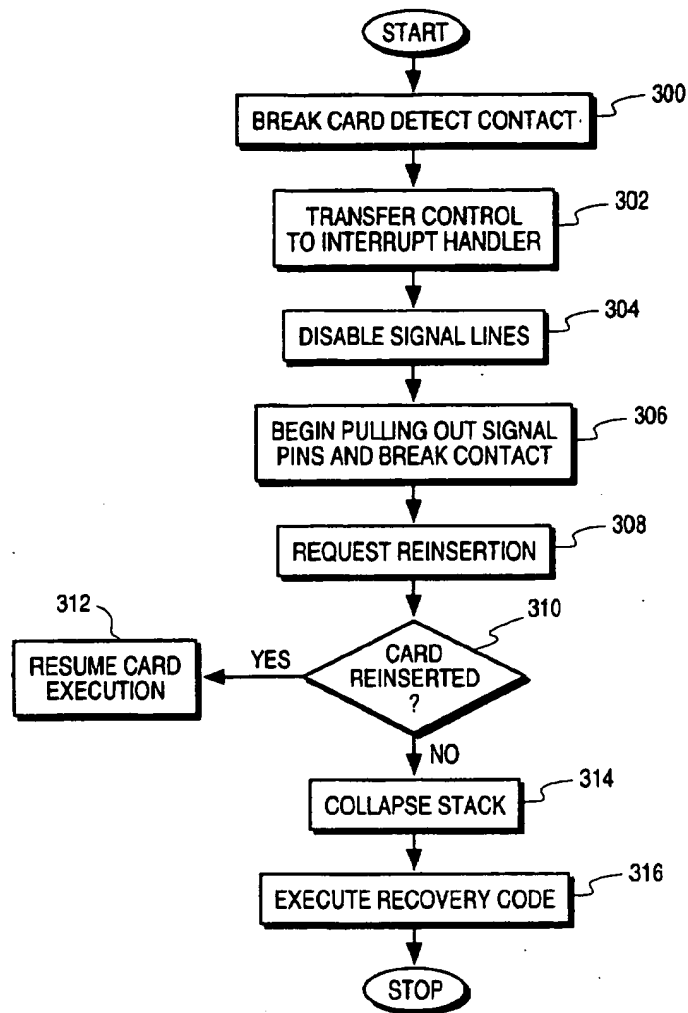 START
BREAK CARD DETECT CONTACT
300
TRANSFER CONTROL
TO INTERRUPT HANDLER
302
DISABLE SIGNAL LINES
304
BEGIN PULLING OUT SIGNAL
PINS AND BREAK CONTACT
306
REQUEST REINSERTION
308
CARD
REINSERTED
?
310
YES
RESUME CARD
EXECUTION
312
NO
COLLAPSE STACK
314
EXECUTE RECOVERY CODE
316
STOP